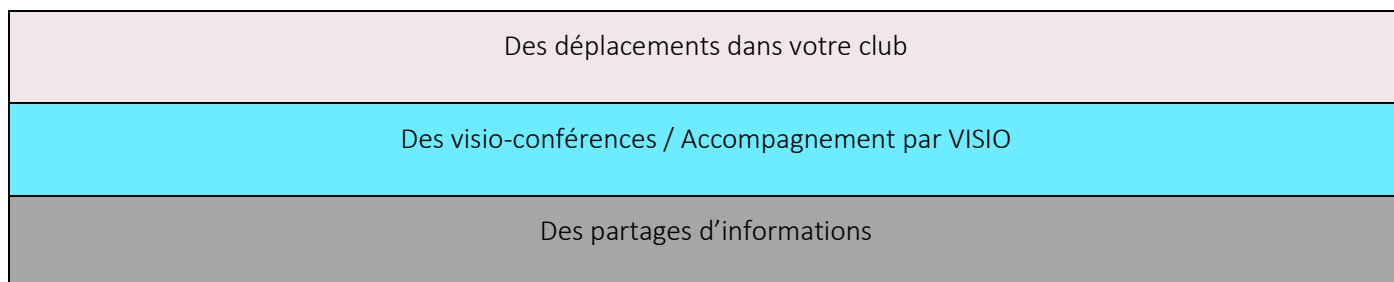 Des déplacements dans votre club
Des visio-conférences / Accompagnement par VISIO
Des partages d’informations